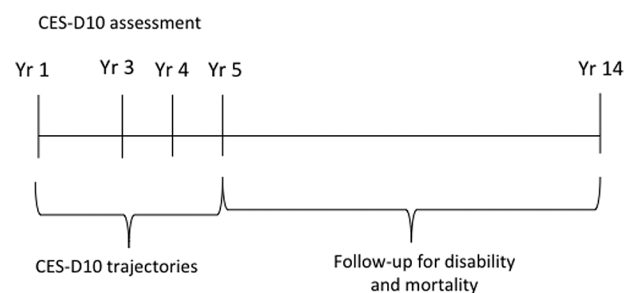 CES-D10 assessment
Yr 1 Yr 3 Yr 4 Yr 5 Yr 14
CES-D10 trajectories
Follow-up for disability
and mortality